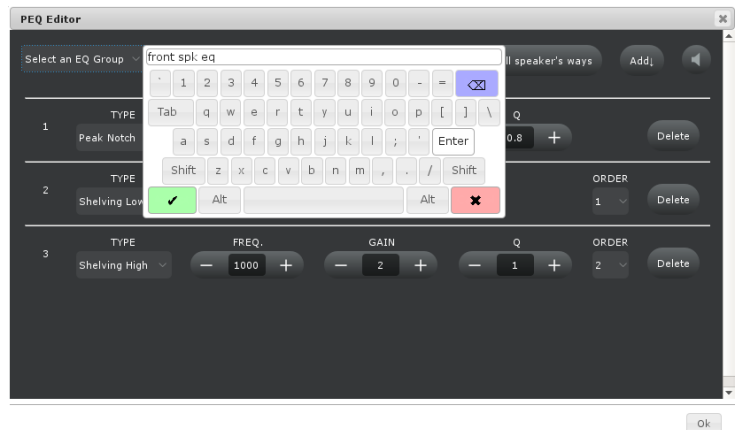 PEQ Editor
Select an EQ Group
front spk eq
ll speaker's ways
Add↓
` 1 2 3 4 5 6 7 8 9 0 - =
Tab q w e r t y u i o p [ ] \
a s d f g h j k l ; ' Enter
Shift z x c v b n m , . / Shift
Alt Alt
TYPE Q
1 Peak Notch 0.8 + Delete
TYPE ORDER
2 Shelving Low 1 Delete
TYPE FREQ. GAIN Q ORDER
3 Shelving High − 1000 + − 2 + − 1 + 2 Delete
Ok